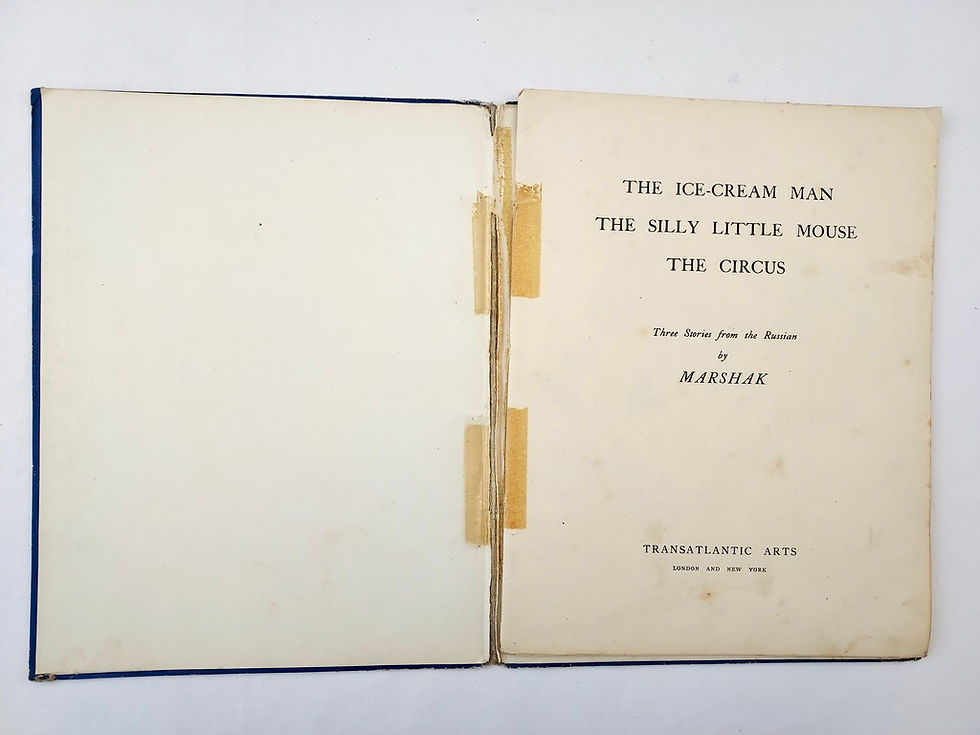 THE ICE-CREAM MAN
THE SILLY LITTLE MOUSE
THE CIRCUS
Three Stories from the Russian
by
MARSHAK
TRANSATLANTIC ARTS
LONDON AND NEW YORK